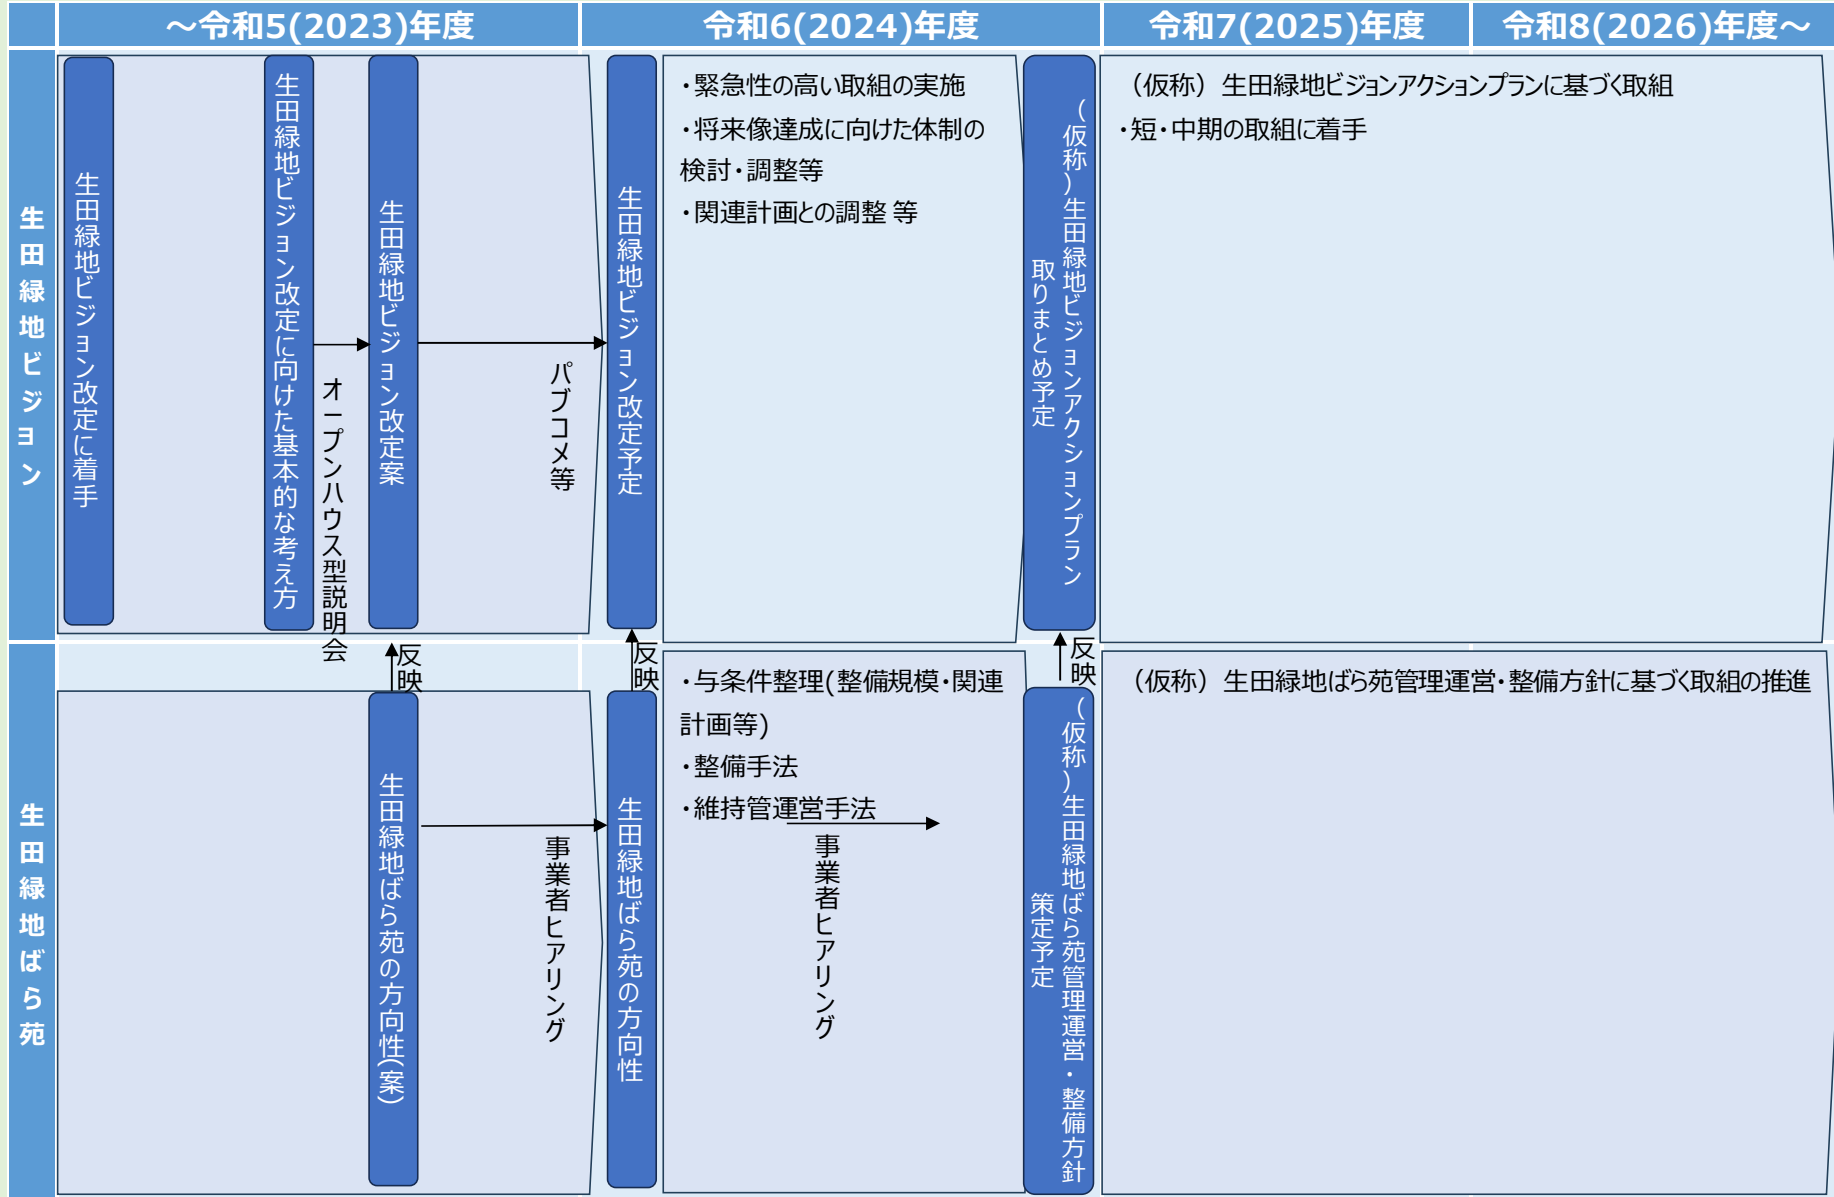 ～令和5(2023)年度
令和6(2024)年度
令和7(2025)年度
令和8(2026)年度～
生田緑地ビジョン
生田緑地ビジョン改定に着手
生田緑地ビジョン改定に向けた基本的な考え方
オープンハウス型説明会
生田緑地ビジョン改定案
パブコメ等
生田緑地ビジョン改定予定
・緊急性の高い取組の実施
・将来像達成に向けた体制の
検討・調整等
・関連計画との調整 等
（仮称）生田緑地ビジョンアクションプラン
取りまとめ予定
（仮称）生田緑地ビジョンアクションプランに基づく取組
・短・中期の取組に着手
反映
反映
反映
生田緑地ばら苑
生田緑地ばら苑の方向性(案)
事業者ヒアリング
生田緑地ばら苑の方向性
・与条件整理(整備規模・関連
計画等)
・整備手法
・維持管運営手法
事業者ヒアリング
（仮称）生田緑地ばら苑管理運営・整備方針
策定予定
（仮称）生田緑地ばら苑管理運営・整備方針に基づく取組の推進